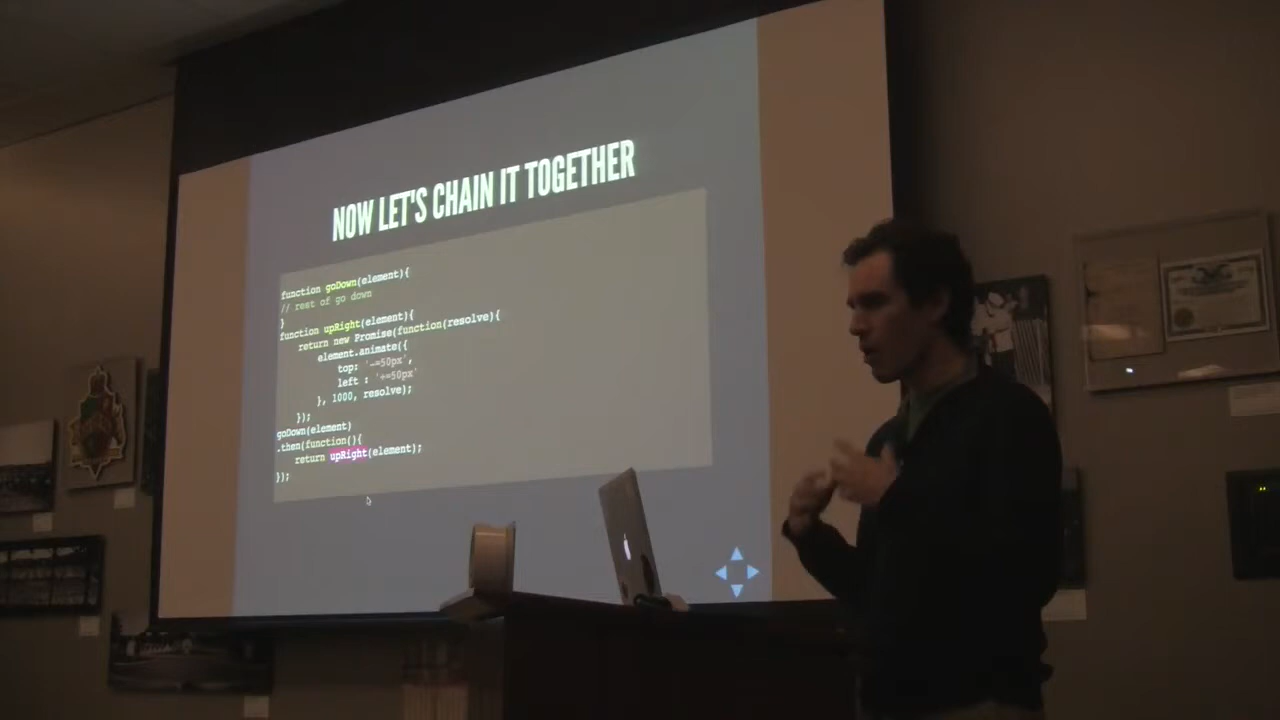 NOW LET'S CHAIN IT TOGETHER
function goDown(element){
// rest of go down
}
function upRight(element){
return new Promise(function(resolve){
element.animate({
top: '-=50px',
left : '+=50px'
}, 1000, resolve);
});
goDown(element)
.then(function(){
return upRight(element);
});